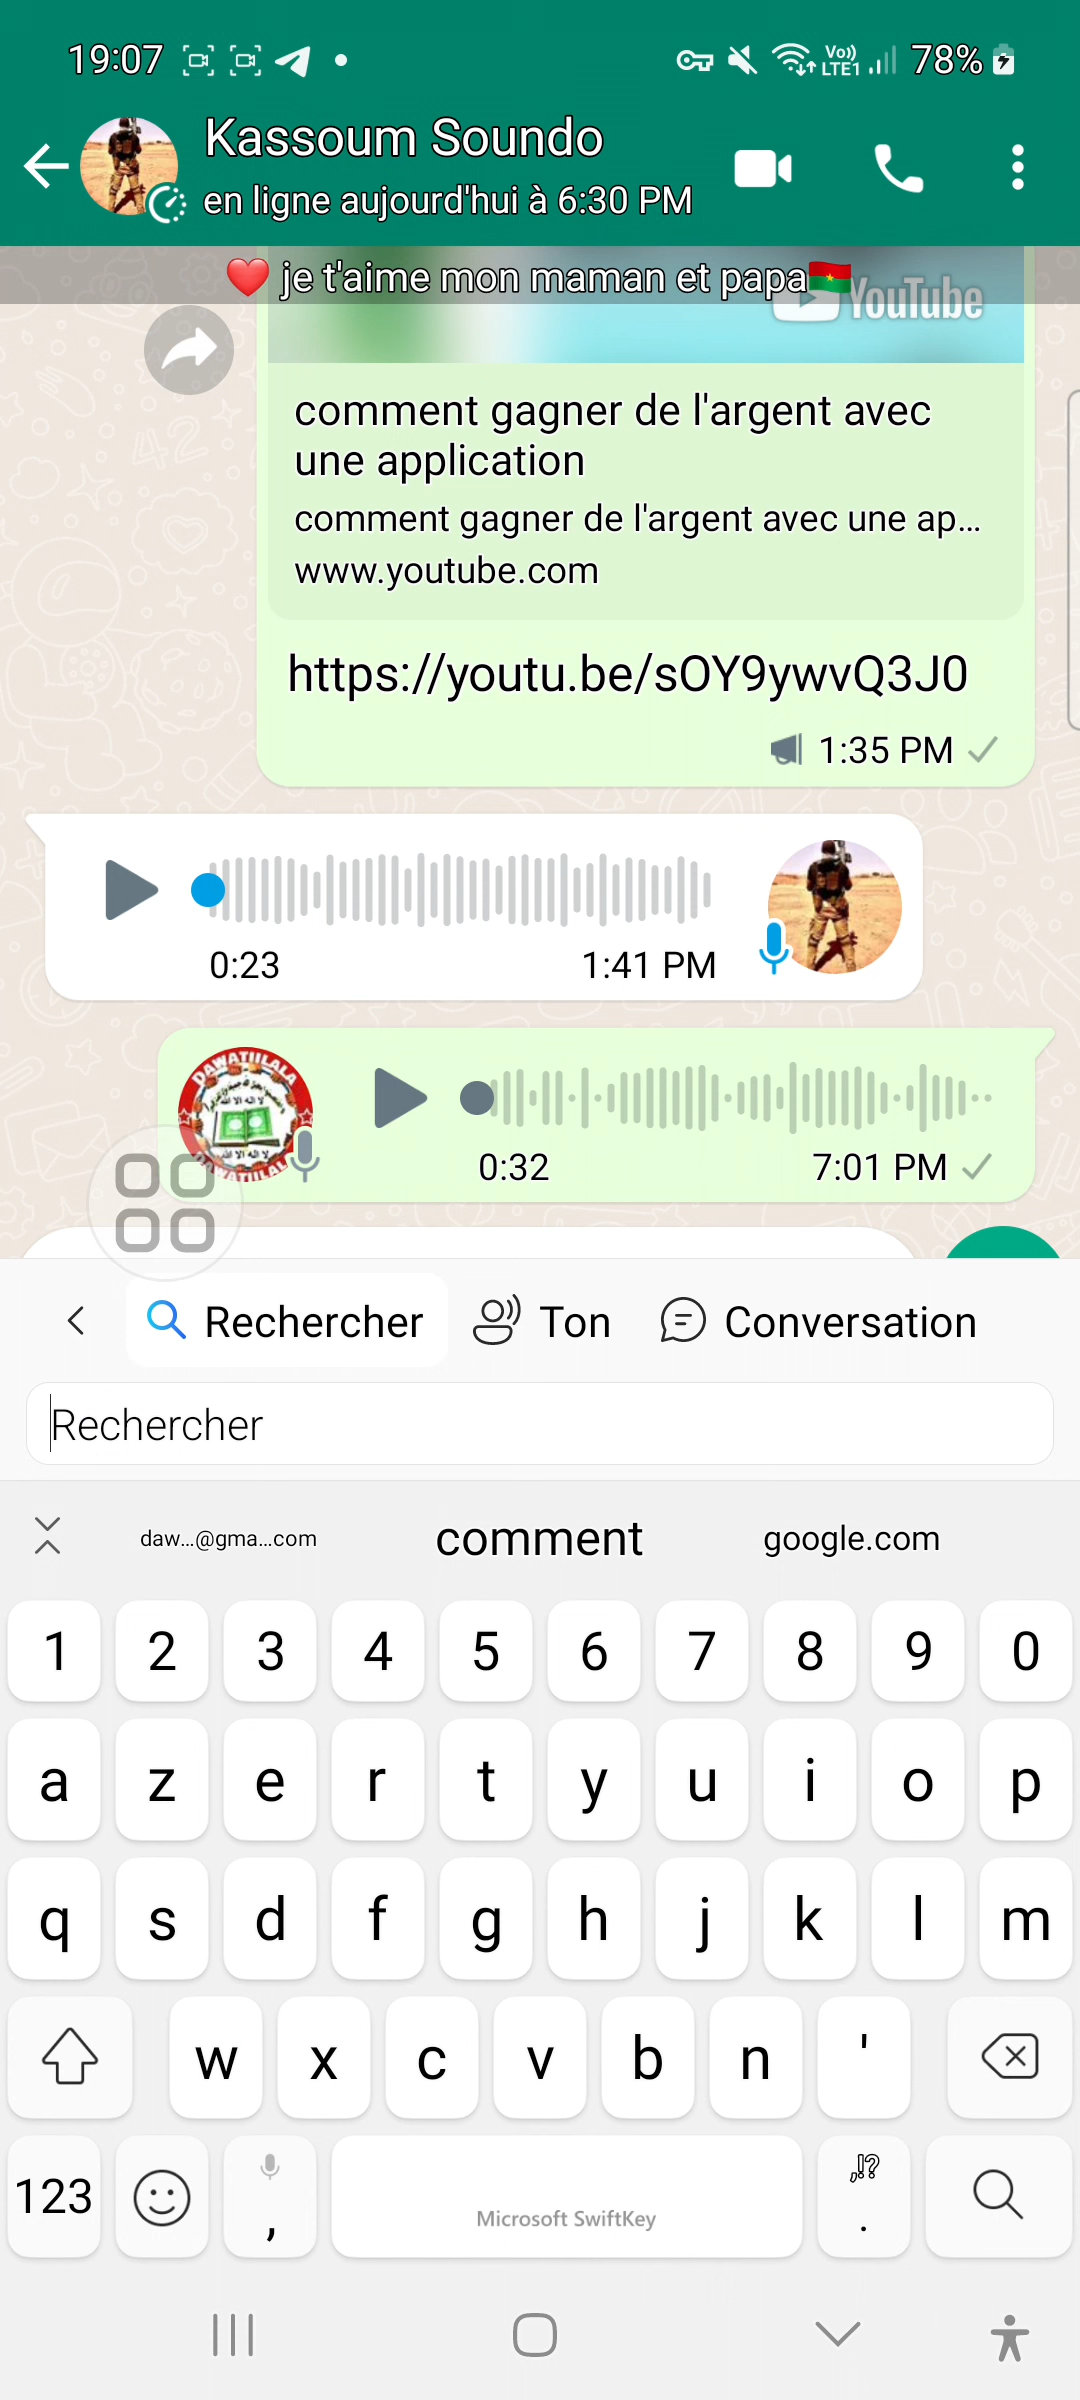 19:07 Vo)) LTE1 78%
Kassoum Soundo
en ligne aujourd'hui à 6:30 PM
❤️ je t'aime mon maman et papa🇧🇫
YouTube
comment gagner de l'argent avec
une application
comment gagner de l'argent avec une ap...
www.youtube.com
https://youtu.be/sOY9ywvQ3J0
1:35 PM
0:23 1:41 PM
DAWATIILALA
0:32 7:01 PM
Rechercher Ton Conversation
Rechercher
daw...@gma...com comment google.com
1 2 3 4 5 6 7 8 9 0
a z e r t y u i o p
q s d f g h j k l m
w x c v b n '
123 , Microsoft SwiftKey ,!? .